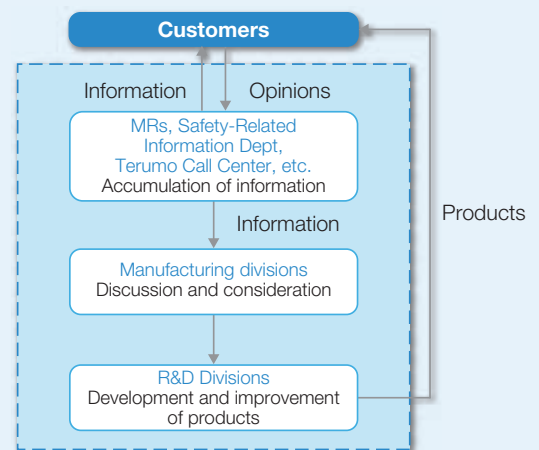 Customers
Information
Opinions
MRs, Safety-Related
Information Dept,
Terumo Call Center, etc.
Accumulation of information
Information
Products
Manufacturing divisions
Discussion and consideration
R&D Divisions
Development and improvement
of products